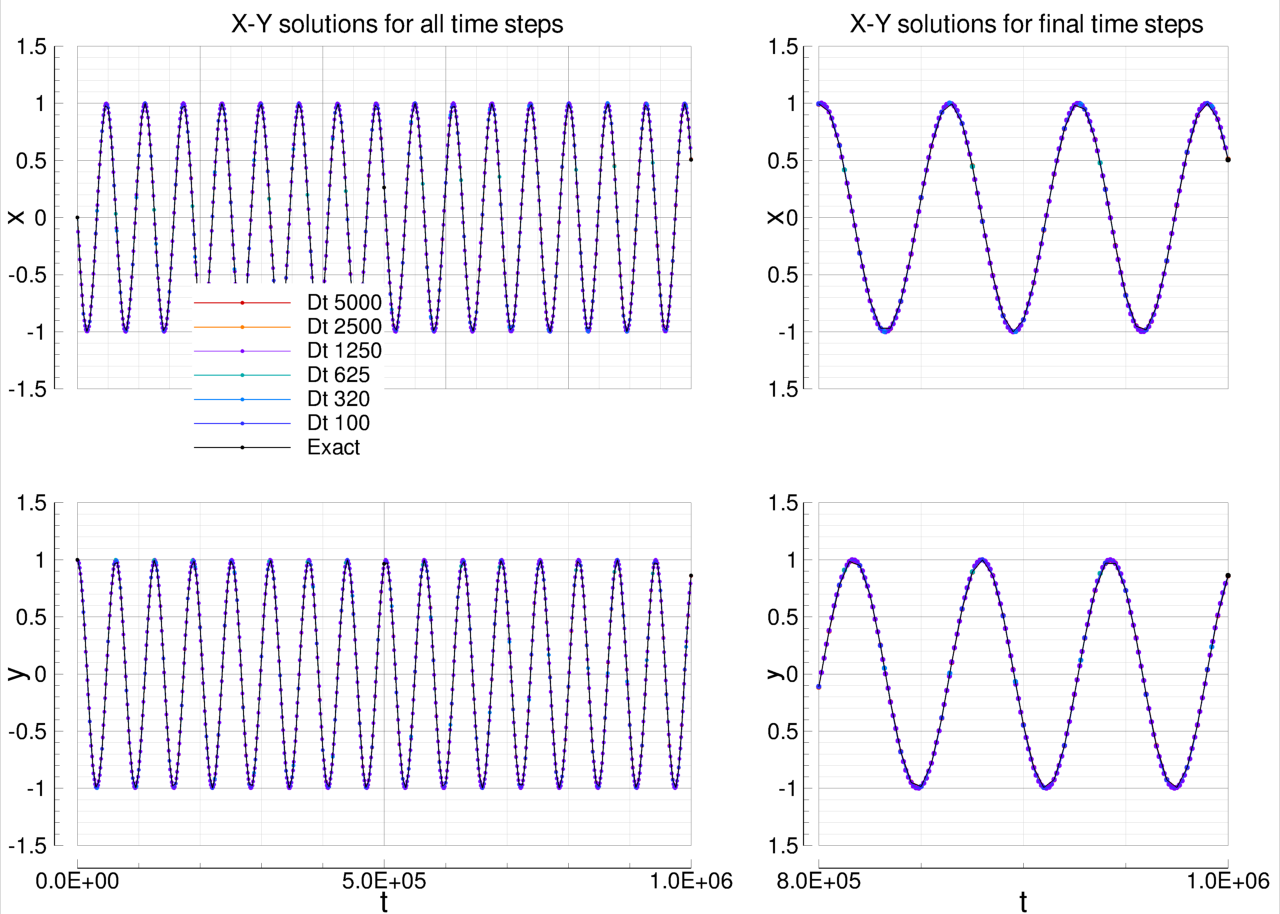 X-Y solutions for all time steps
1.5
1
0.5
0
-0.5
-1
-1.5
x
Dt 5000
Dt 2500
Dt 1250
Dt 625
Dt 320
Dt 100
Exact
X-Y solutions for final time steps
1.5
1
0.5
0
0.5
-1
1.5
x
1.5
1
0.5
0
-0.5
-1
-1.5
y
0.0E+00 5.0E+05 1.0E+06
t
1.5
1
0.5
0
0.5
-1
1.5
y
8.0E+05 1.0E+06
t